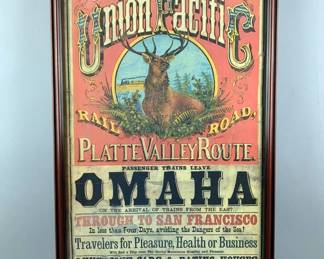 Union Pacific
RAIL ROAD,
PLATTE VALLEY ROUTE.
PASSENGER TRAINS LEAVE
OMAHA
ON THE ARRIVAL OF TRAINS FROM THE EAST.
THROUGH TO SAN FRANCISCO
In less than Four Days, avoiding the Dangers of the Sea!
Travelers for Pleasure, Health or Business